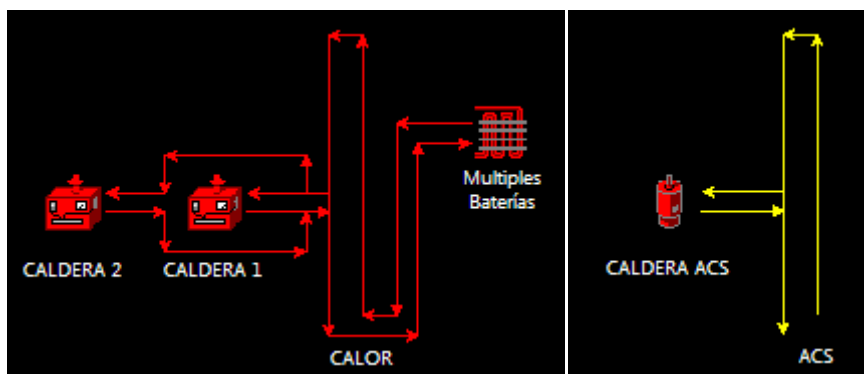 Multiples
Baterías
CALDERA 2
CALDERA 1
CALOR
CALDERA ACS
ACS